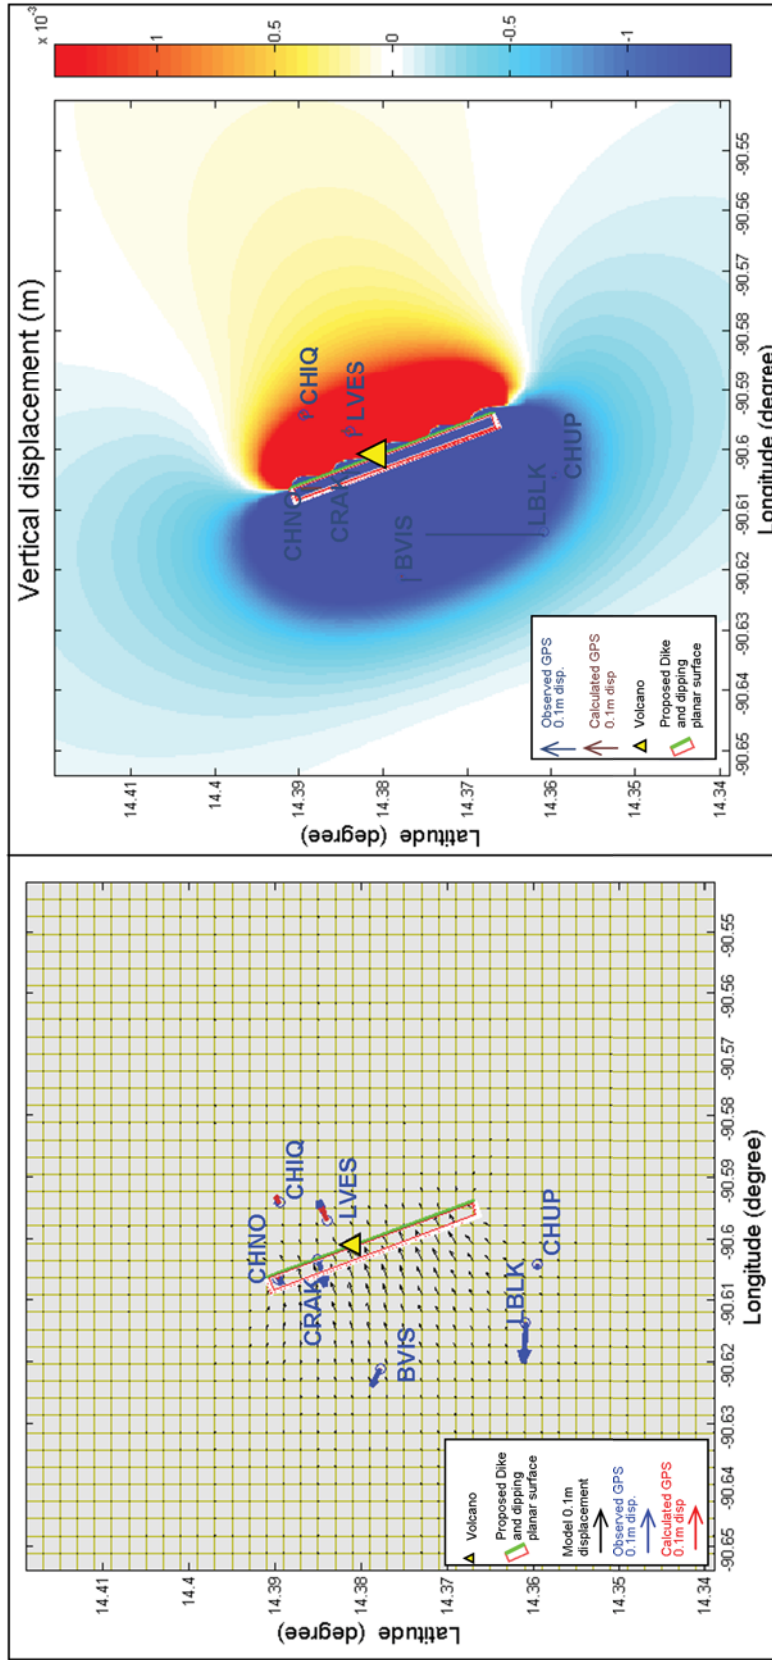 Latitude (degree)
14.41
14.4
14.39
14.38
14.37
14.36
14.35
14.34
-90.65
-90.64
-90.63
-90.62
-90.61
-90.6
-90.59
-90.58
-90.57
-90.56
-90.55
Longitude (degree)
CHNO
CHIQ
CRAK
LVES
BVIS
LBLK
CHUP
Volcano
Proposed Dike
and dipping
planar surface
Model 0.1m
displacement
Observed GPS
0.1m disp.
Calculated GPS
0.1m disp
Vertical displacement (m)
Latitude (degree)
14.41
14.4
14.39
14.38
14.37
14.36
14.35
14.34
-90.65
-90.64
-90.63
-90.62
-90.61
-90.6
-90.59
-90.58
-90.57
-90.56
-90.55
Longitude (degree)
CHNO
CHIQ
CRAK
LVES
BVIS
LBLK
CHUP
Observed GPS
0.1m disp.
Calculated GPS
0.1m disp
Volcano
Proposed Dike
and dipping
planar surface
x 10⁻³
1
0.5
0
-0.5
-1